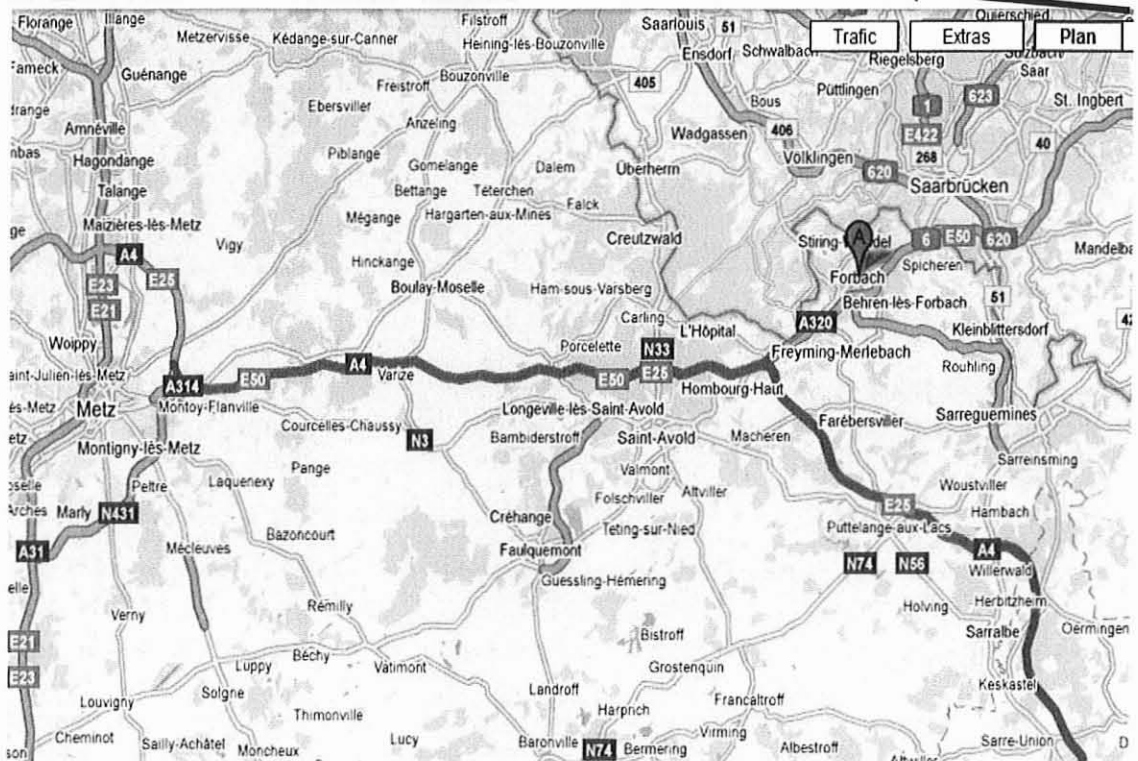 Florange
Illange
Filstroff
Saarlouis
51
Quierschied
Metzervisse
Kédange-sur-Canner
Heining-lès-Bouzonville
Ensdorf
Schwalbach
Trafic
Extras
Plan
Riegelsberg
Sulzbach-
Saar
Fameck
Guénange
Bouzonville
Freistroff
405
Püttlingen
1
623
St. Ingbert
Ebersviller
Bous
E422
Amnéville
Anzeling
Wadgassen
406
268
40
Hagondange
Piblange
Gomelange
Dalem
Überherrn
Völklingen
620
Talange
Bettange
Téterchen
Saarbrücken
Maizières-lès-Metz
Mégange
Hargarten-aux-Mines
Falck
Vigy
Creutzwald
Stiring-
A
6
E50
620
Mandelba
A4
E25
Hinckange
Forbach
Spicheren
E23
Boulay-Moselle
Ham-sous-Varsberg
Behren-lès-Forbach
51
E21
Carling
L'Hôpital
A320
Kleinblittersdorf
Woippy
Porcelette
N33
Freyming-Merlebach
Rouhling
aint-Julien-lès-Metz
A314
E50
A4
Varize
E50
E25
Hombourg-Haut
Metz
Montoy-Flanville
Longeville-lès-Saint-Avold
Farébersviller
Sarreguemines
Courcelles-Chaussy
N3
Bambiderstroff
Saint-Avold
Macheren
Montigny-lès-Metz
Sarreinsming
Pange
Valmont
Peltre
Laquenexy
Folschviller
Altviller
E25
Woustviller
Marly
N431
Créhange
Hambach
Bazoncourt
Teting-sur-Nied
Puttelange-aux-Lacs
A31
Mécleuves
Faulquemont
N74
N56
A4
Willerwald
Guessling-Hémering
Verny
Rémilly
Holving
Herbitzheim
E21
Bistroff
Sarralbe
Oermingen
E23
Béchy
Luppy
Vatimont
Grostenquin
Solgne
Landroff
Keskastel
Louvigny
Francaltroff
Thimonville
Harprich
Cheminot
Sailly-Achâtel
Moncheux
Lucy
Baronville
N74
Bermering
Virming
Albestroff
Sarre-Union
D